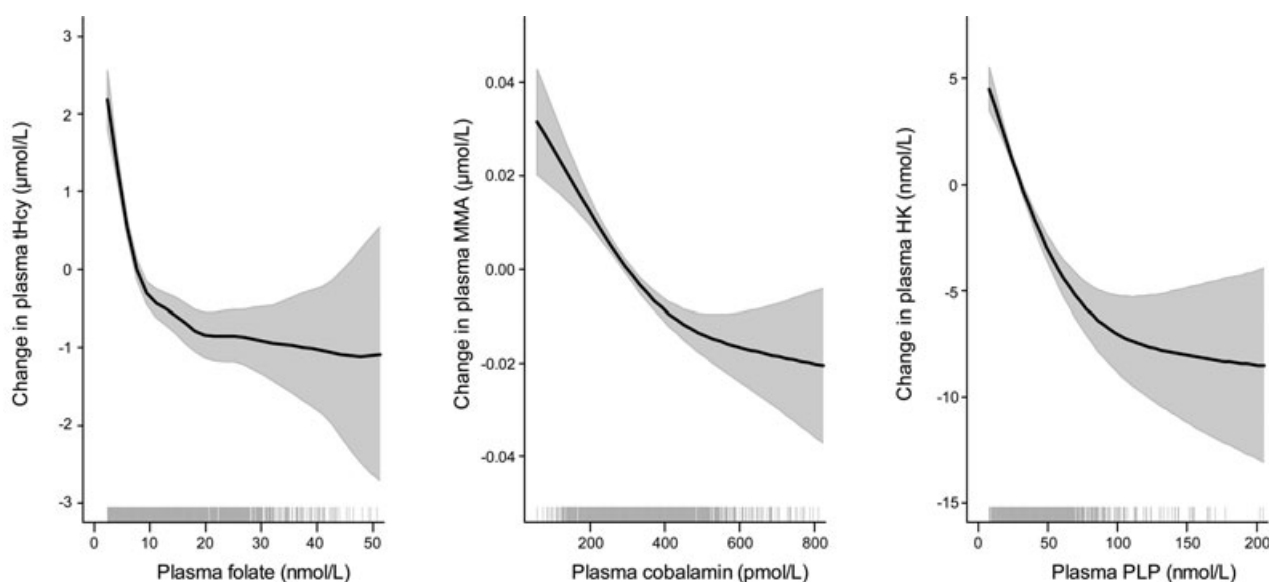 Change in plasma tHcy (μmol/L)
3
2
1
0
-1
-2
-3
0 10 20 30 40 50
Plasma folate (nmol/L)
Change in plasma MMA (μmol/L)
0.04
0.02
0.00
-0.02
-0.04
200 400 600 800
Plasma cobalamin (pmol/L)
Change in plasma HK (nmol/L)
5
0
-5
-10
-15
0 50 100 150 200
Plasma PLP (nmol/L)